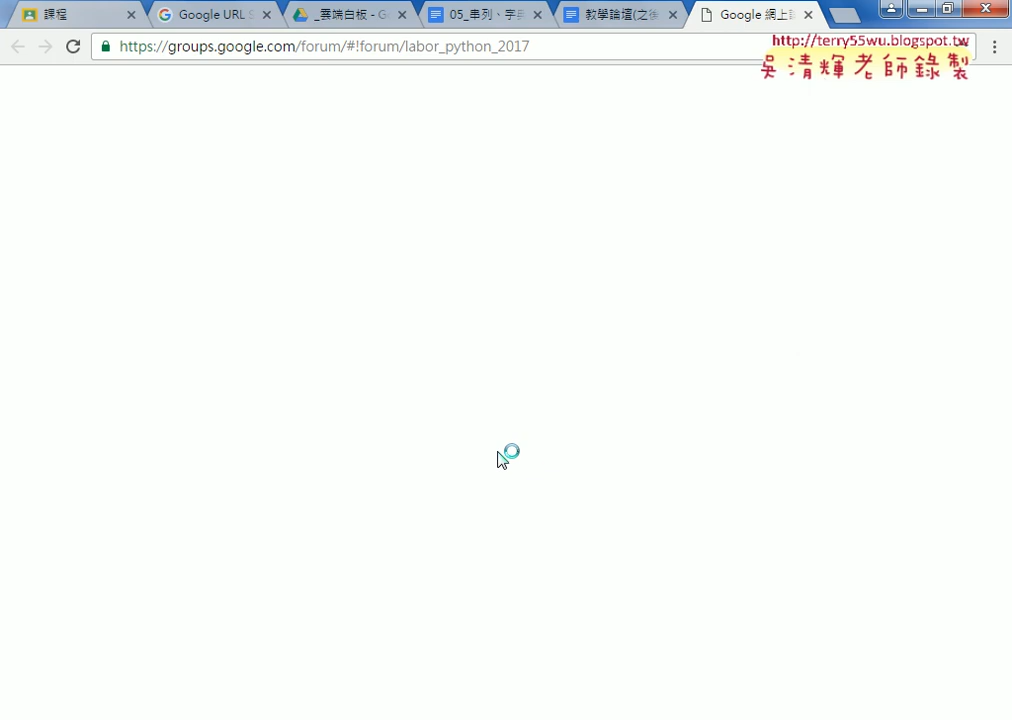 課程
Google URL S
_雲端白板 - Go
05_串列、字
教學論壇(之後
Google 網上論
https://groups.google.com/forum/#!forum/labor_python_2017
http://terry55wu.blogspot.tw
吳清輝老師錄製